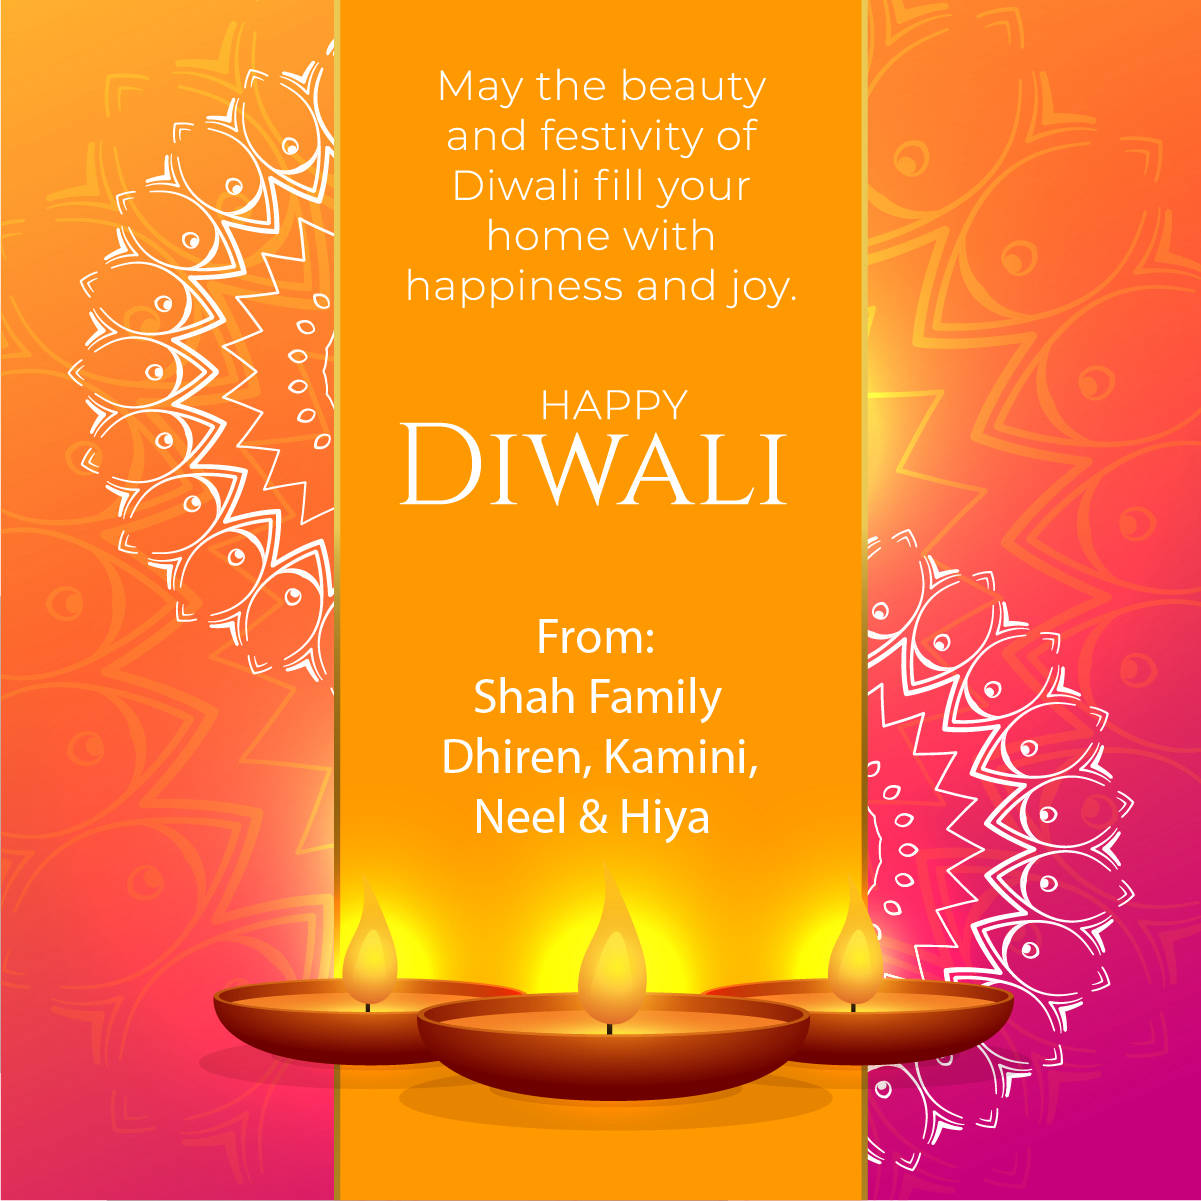 May the beauty
and festivity of
Diwali fill your
home with
happiness and joy.
HAPPY
DIWALI
From:
Shah Family
Dhiren, Kamini,
Neel & Hiya